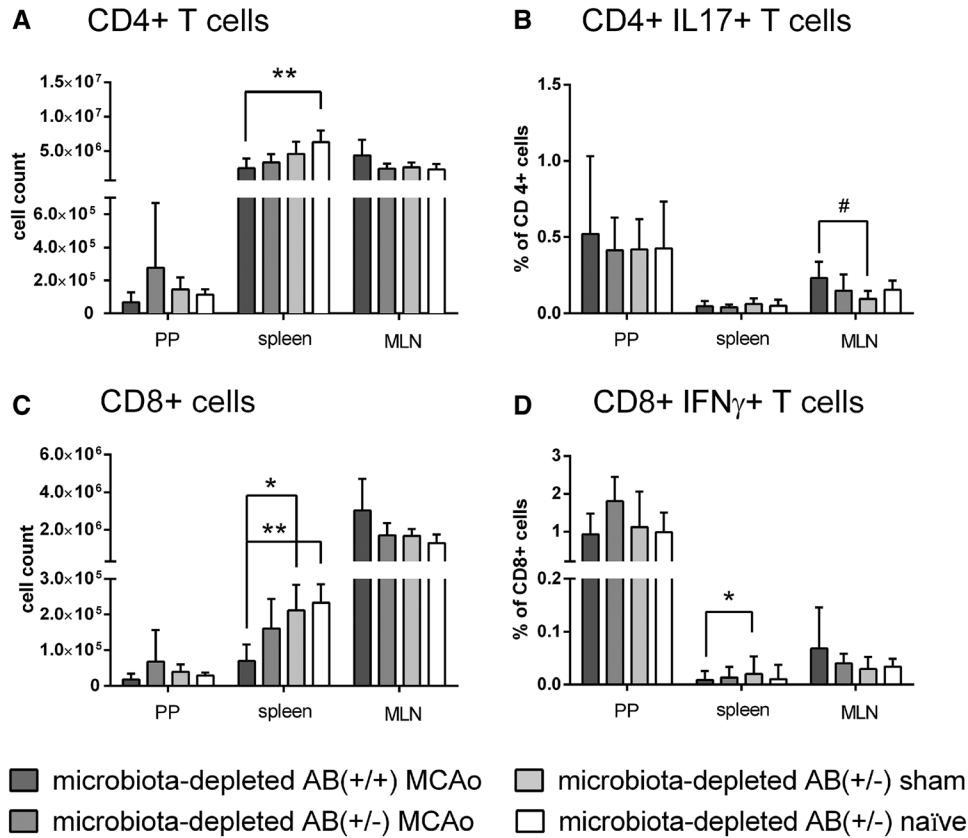 A CD4+ T cells
cell count
1.5×10⁷
1.0×10⁷
5.0×10⁶
6.0×10⁵
4.0×10⁵
2.0×10⁵
0
**
PP spleen MLN
B CD4+ IL17+ T cells
% of CD 4+ cells
1.5
1.0
0.5
0.0
#
PP spleen MLN
C CD8+ cells
cell count
6.0×10⁶
4.0×10⁶
2.0×10⁶
3.0×10⁵
2.0×10⁵
1.0×10⁵
0
*
**
PP spleen MLN
D CD8+ IFNγ+ T cells
% of CD8+ cells
3
2
1
0.2
0.1
0.0
*
PP spleen MLN
microbiota-depleted AB(+/+) MCAo
microbiota-depleted AB(+/-) MCAo
microbiota-depleted AB(+/-) sham
microbiota-depleted AB(+/-) naïve